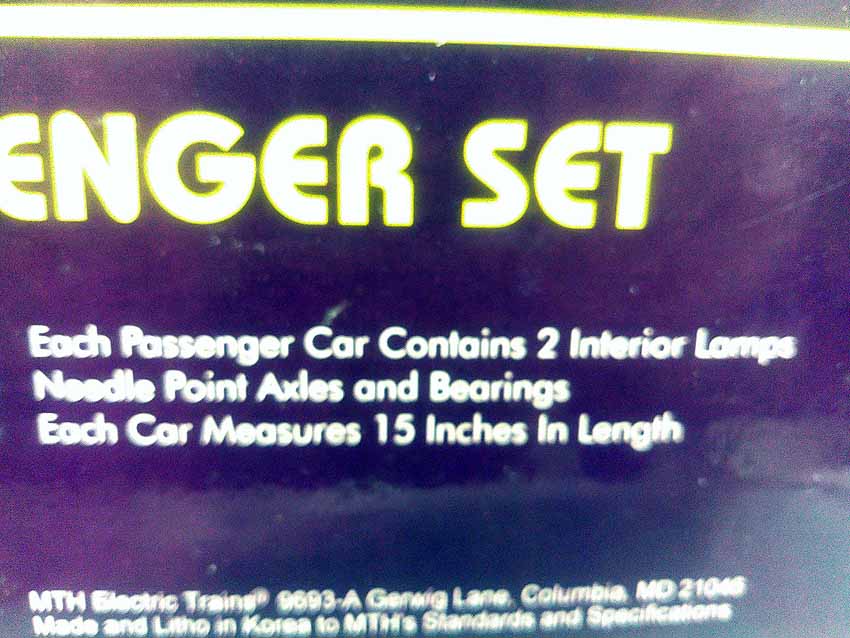 ENGER SET
Each Passenger Car Contains 2 Interior Lamps
Needle Point Axles and Bearings
Each Car Measures 15 Inches In Length
MTH Electric Trains® 9693-A Gerwig Lane, Columbia, MD 21046
Made and Litho in Korea to MTH's Standards and Specifications